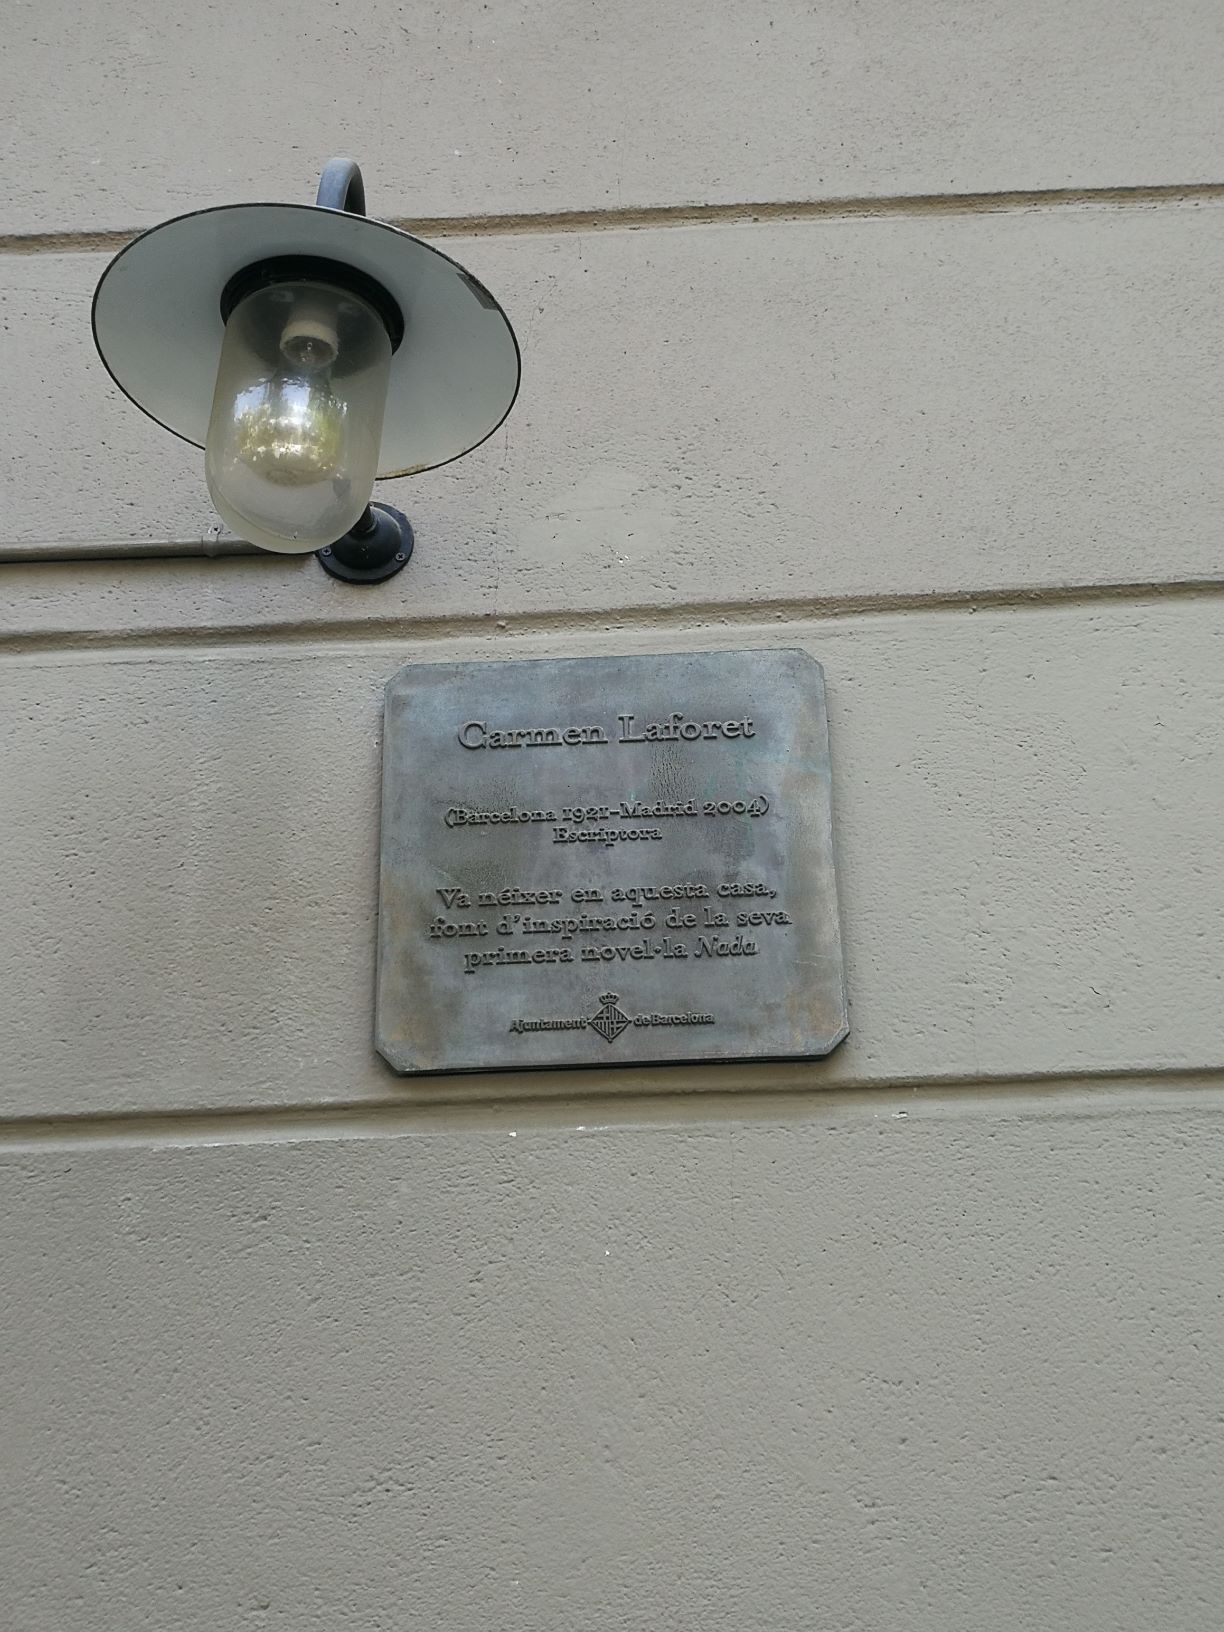 Carmen Laforet
(Barcelona 1921–Madrid 2004)
Escriptora
Va néixer en aquesta casa,
font d'inspiració de la seva
primera novel·la Nada
Ajuntament de Barcelona